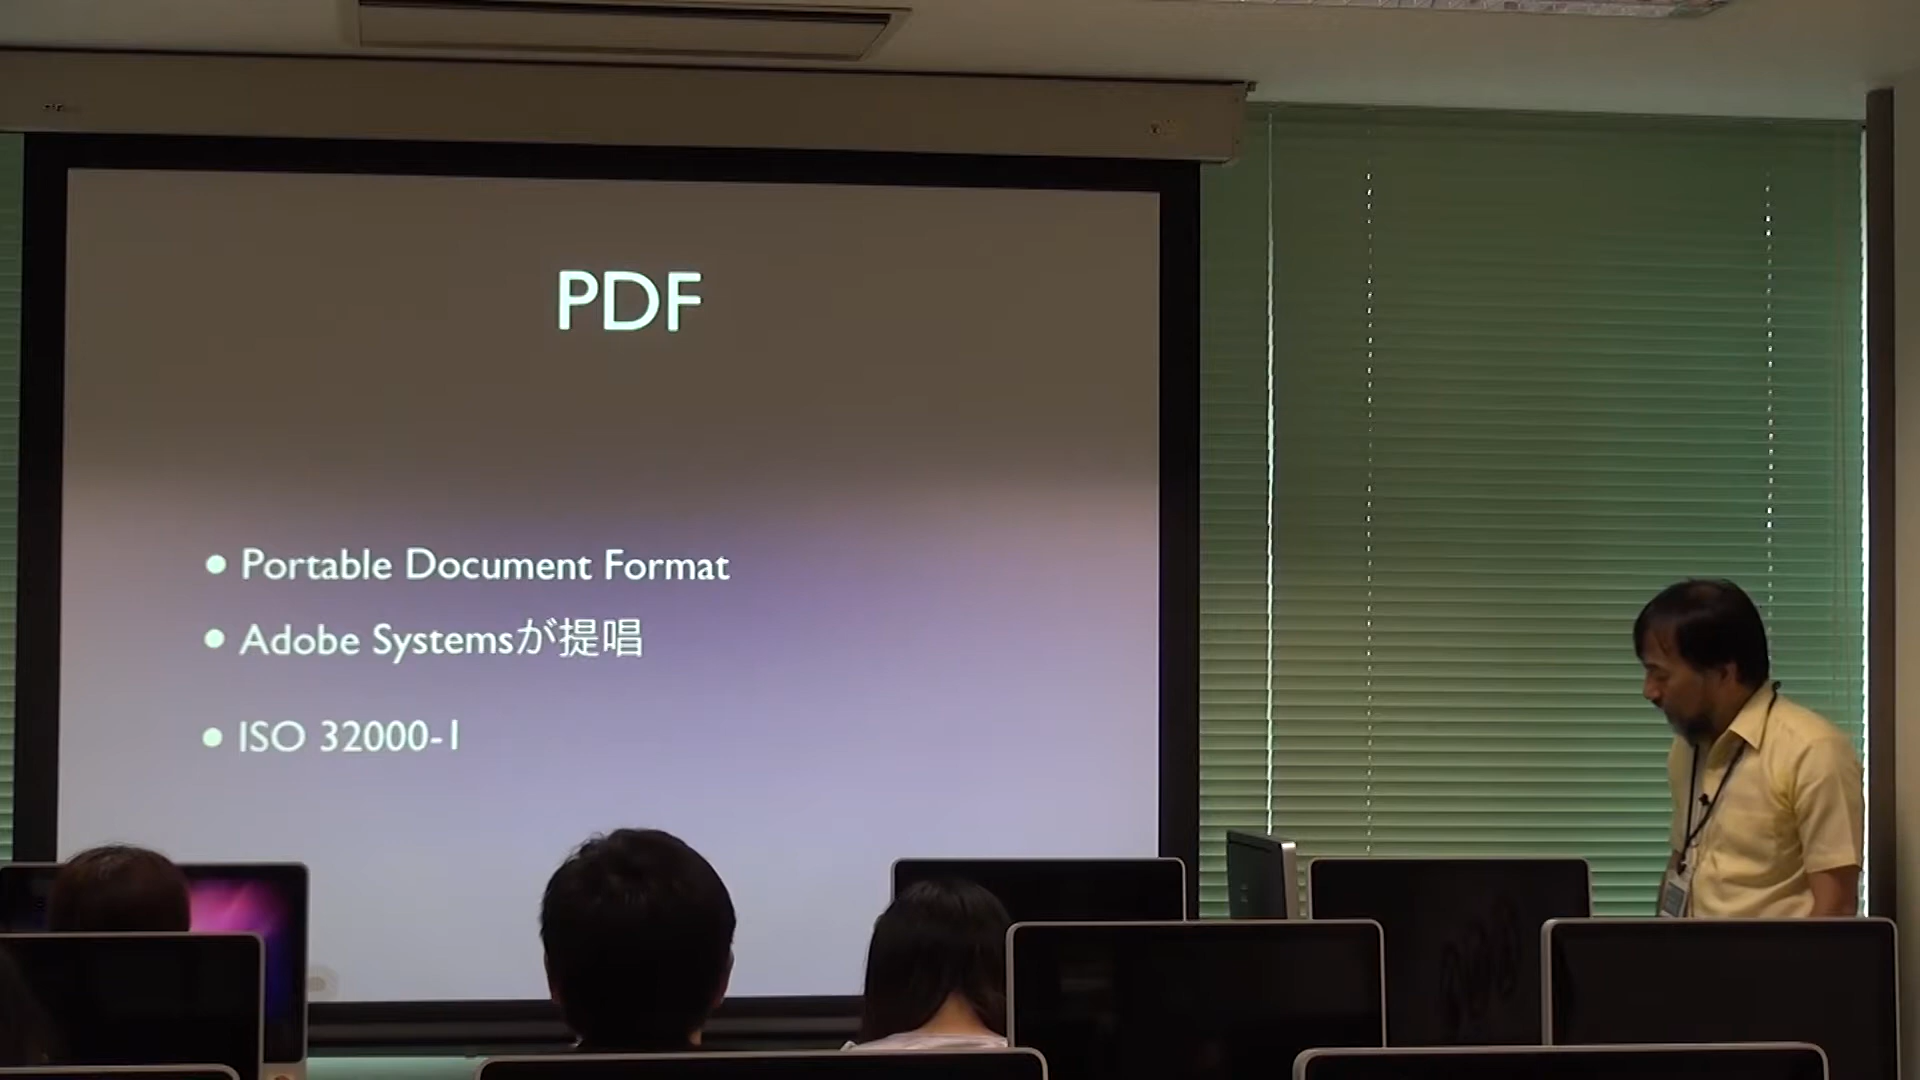 PDF
● Portable Document Format
● Adobe Systemsが提唱
● ISO 32000-1